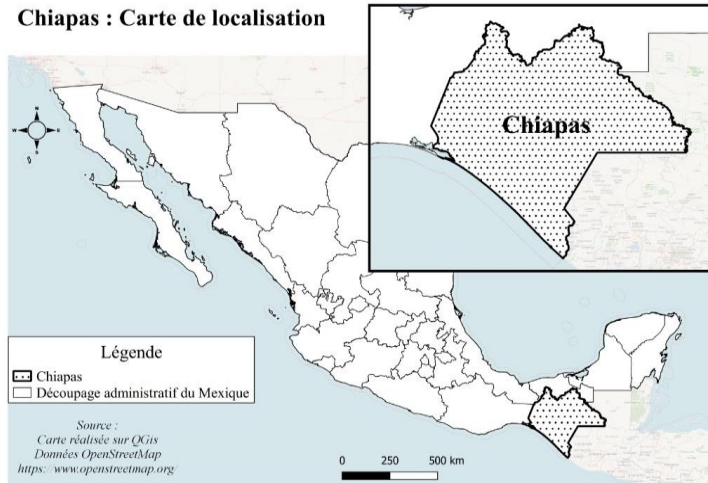 Chiapas : Carte de localisation
Chiapas
N
W
E
S
Légende
Chiapas
Découpage administratif du Mexique
Source :
Carte réalisée sur QGis
Données OpenStreetMap
https://www.openstreetmap.org/
0 250 500 km